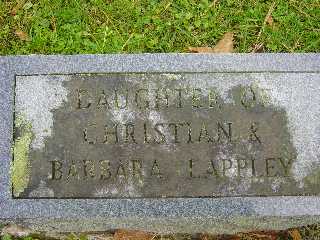 DAUGHTER OF
CHRISTIAN &
BARBARA LAPPLEY